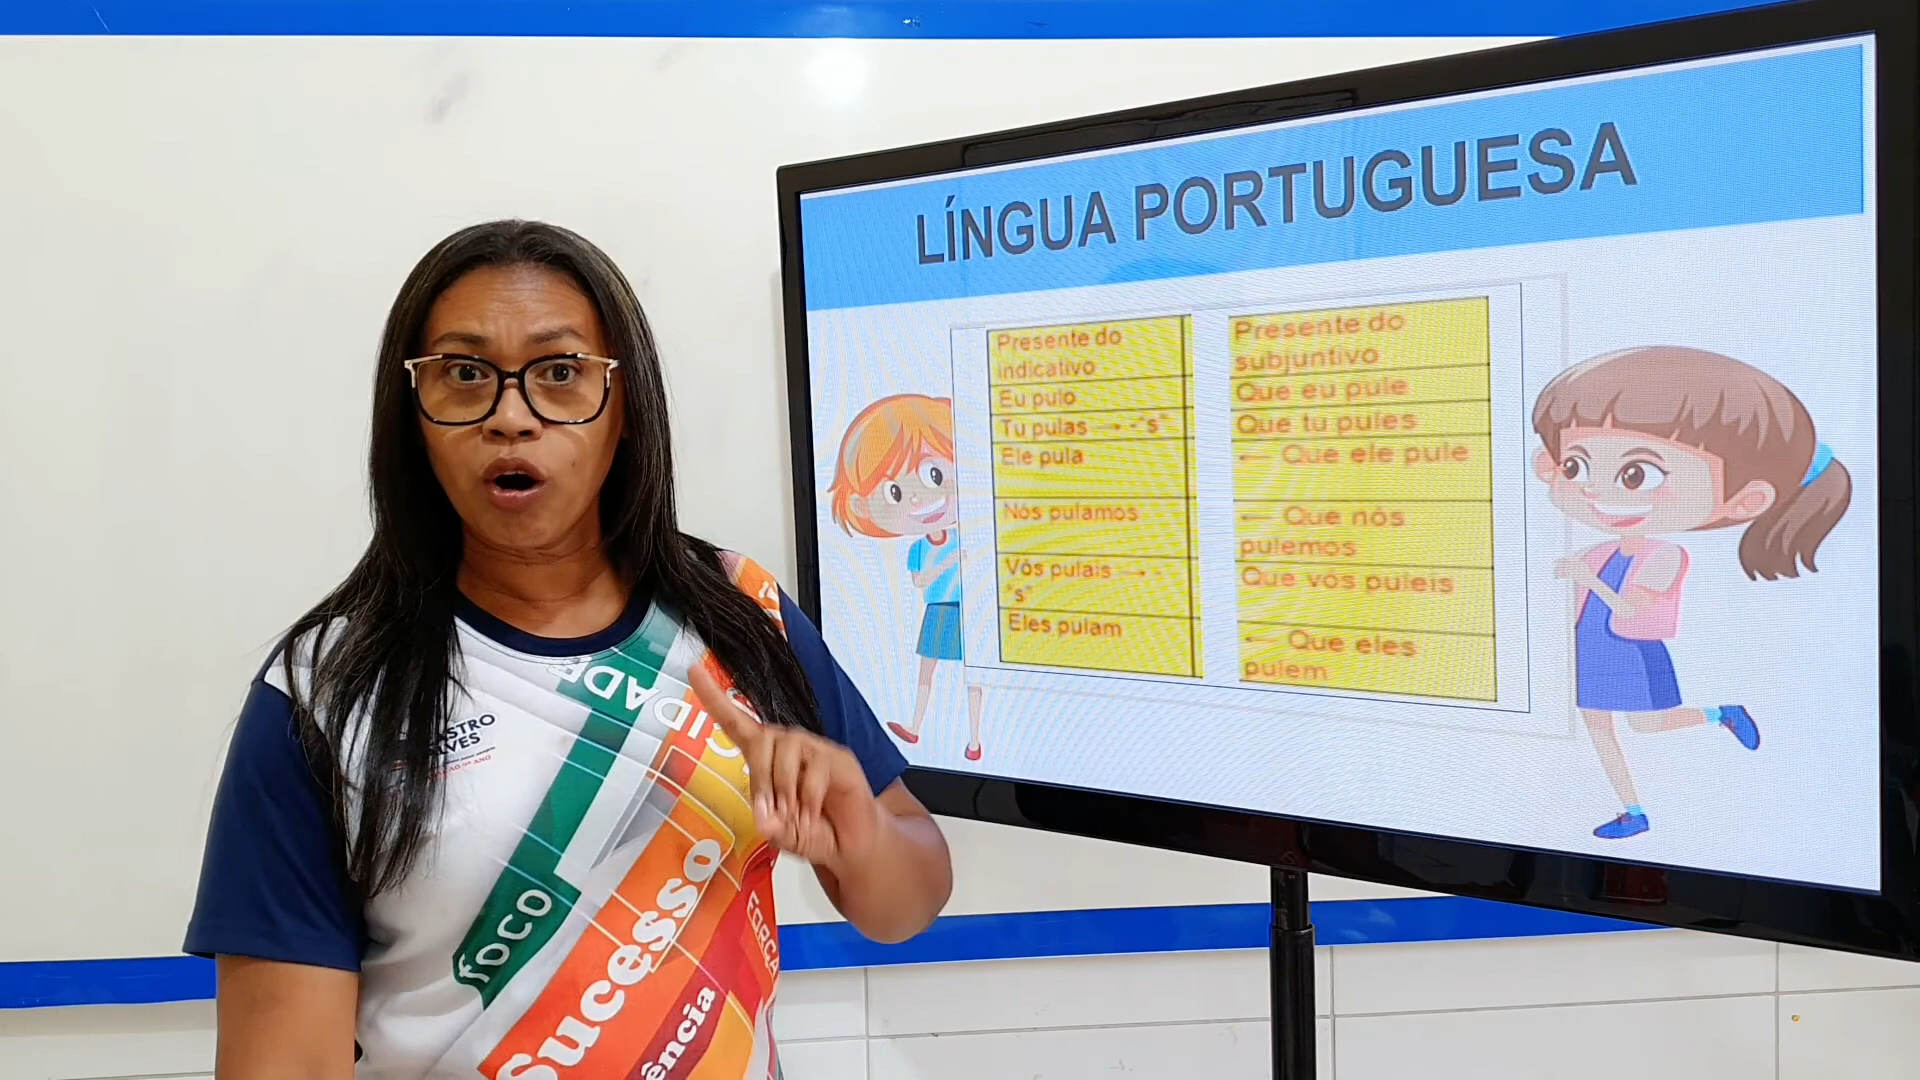 LÍNGUA PORTUGUESA
Presente do
indicativo
Eu pulo
Tu pulas → -"s"
Ele pula
Nós pulamos
Vós pulais → -
"s"
Eles pulam
Presente do
subjuntivo
Que eu pule
Que tu pules
← Que ele pule
← Que nós
pulemos
Que vós puleis
← Que eles
pulem
CIDADE
foco
Sucesso
FORÇA
ência